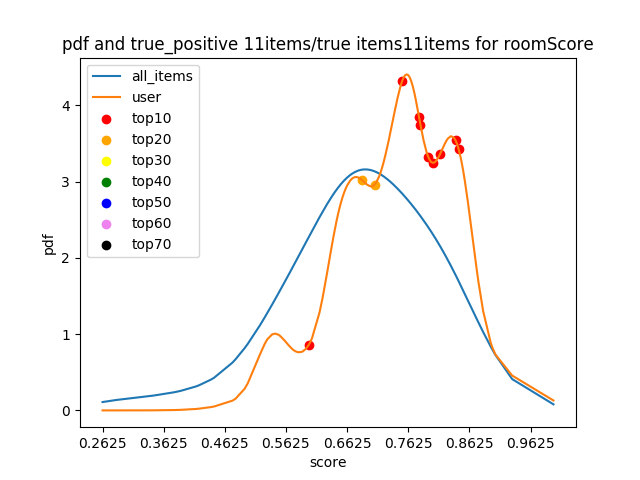 pdf and true_positive 11items/true items11items for roomScore
all_items
user
top10
top20
top30
top40
top50
top60
top70
pdf
4
3
2
1
0
0.2625 0.3625 0.4625 0.5625 0.6625 0.7625 0.8625 0.9625
score